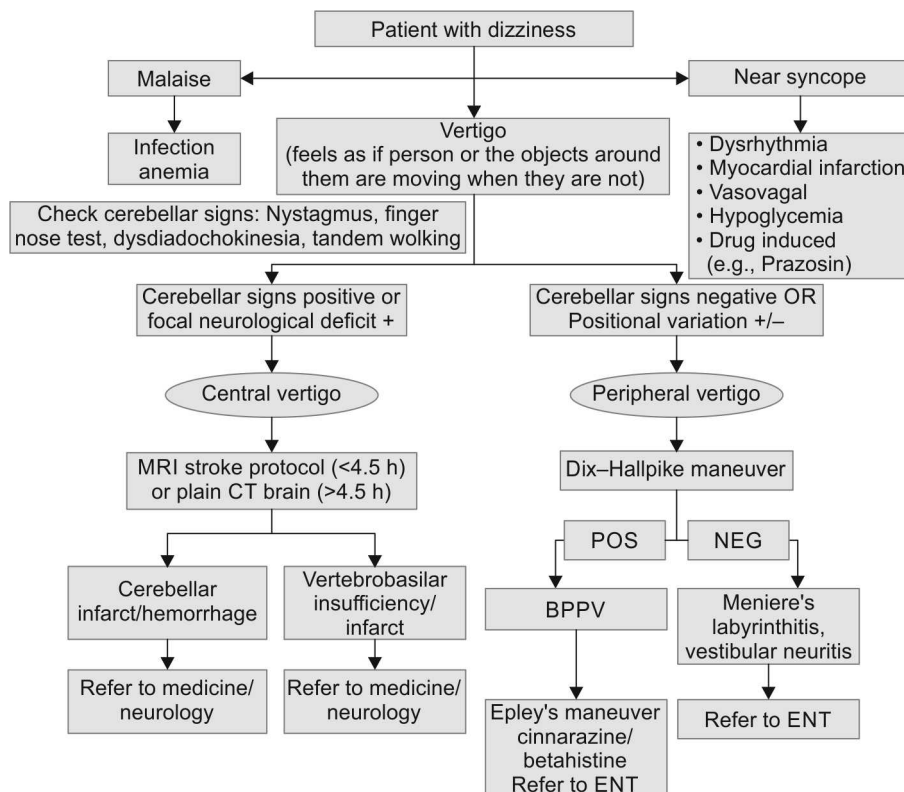 Patient with dizziness
Malaise
Near syncope
Infection
anemia
Vertigo
(feels as if person or the objects around
them are moving when they are not)
• Dysrhythmia
• Myocardial infarction
• Vasovagal
• Hypoglycemia
• Drug induced
(e.g., Prazosin)
Check cerebellar signs: Nystagmus, finger
nose test, dysdiadochokinesia, tandem wolking
Cerebellar signs positive or
focal neurological deficit +
Cerebellar signs negative OR
Positional variation +/–
Central vertigo
Peripheral vertigo
MRI stroke protocol (<4.5 h)
or plain CT brain (>4.5 h)
Dix–Hallpike maneuver
POS
NEG
Cerebellar
infarct/hemorrhage
Vertebrobasilar
insufficiency/
infarct
BPPV
Meniere's
labyrinthitis,
vestibular neuritis
Refer to medicine/
neurology
Refer to medicine/
neurology
Epley's maneuver
cinnarazine/
betahistine
Refer to ENT
Refer to ENT